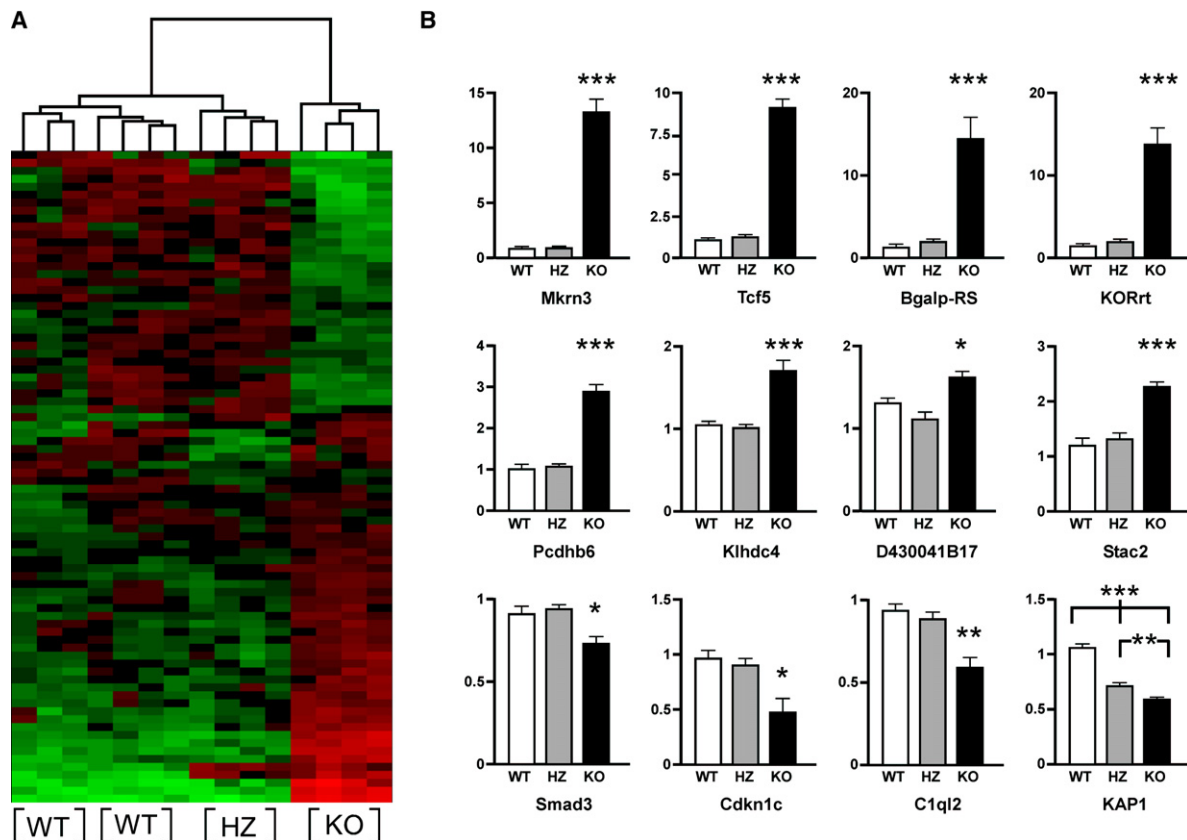 A
B
[WT] [WT] [HZ] [KO]
*** *** *** ***
15 10 20 20
10 7.5
5 5 10 10
2.5
0 0 0 0
WT HZ KO WT HZ KO WT HZ KO WT HZ KO
Mkrn3 Tcf5 Bgalp-RS KORrt
*** *** * ***
4 2 2 3
3
2 1 1 2
1 1
0 0 0 0
WT HZ KO WT HZ KO WT HZ KO WT HZ KO
Pcdhb6 Klhdc4 D430041B17 Stac2
* * ** *** **
1 1.5 1 1.5
1 1
0.5 0.5 0.5 0.5
0 0 0 0
WT HZ KO WT HZ KO WT HZ KO WT HZ KO
Smad3 Cdkn1c C1ql2 KAP1